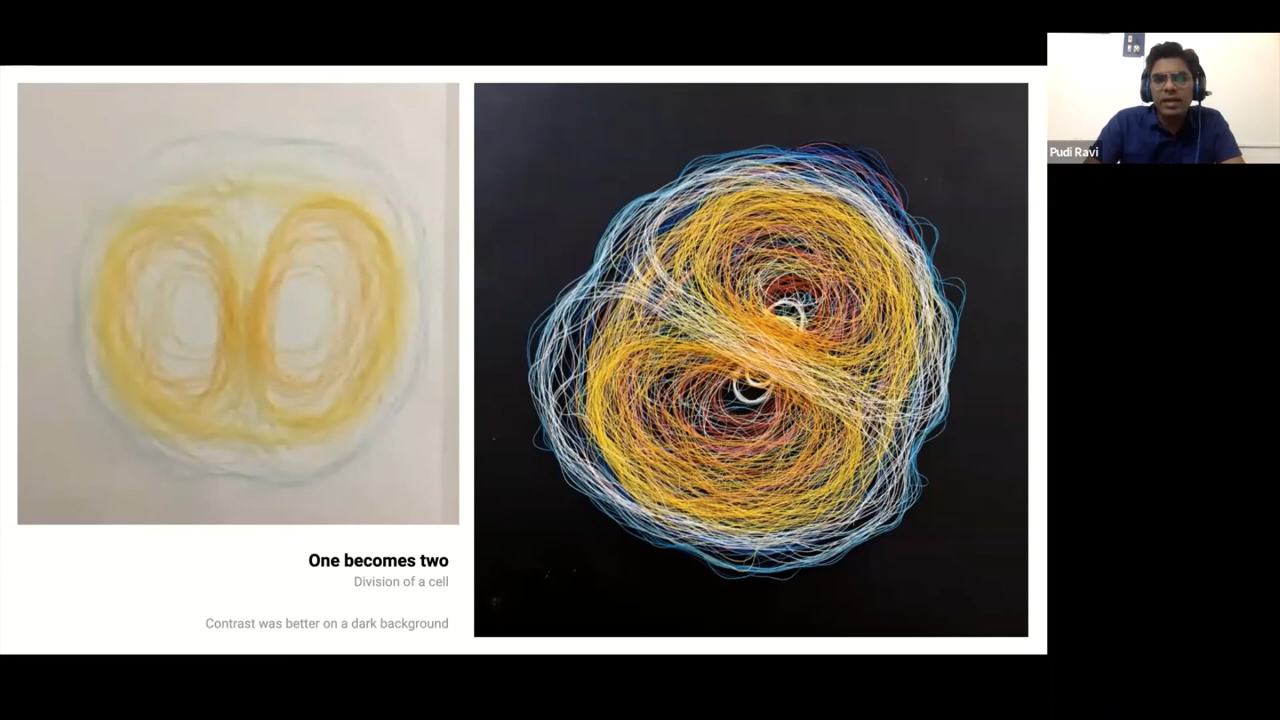 One becomes two
Division of a cell
Contrast was better on a dark background
Pudi Ravi